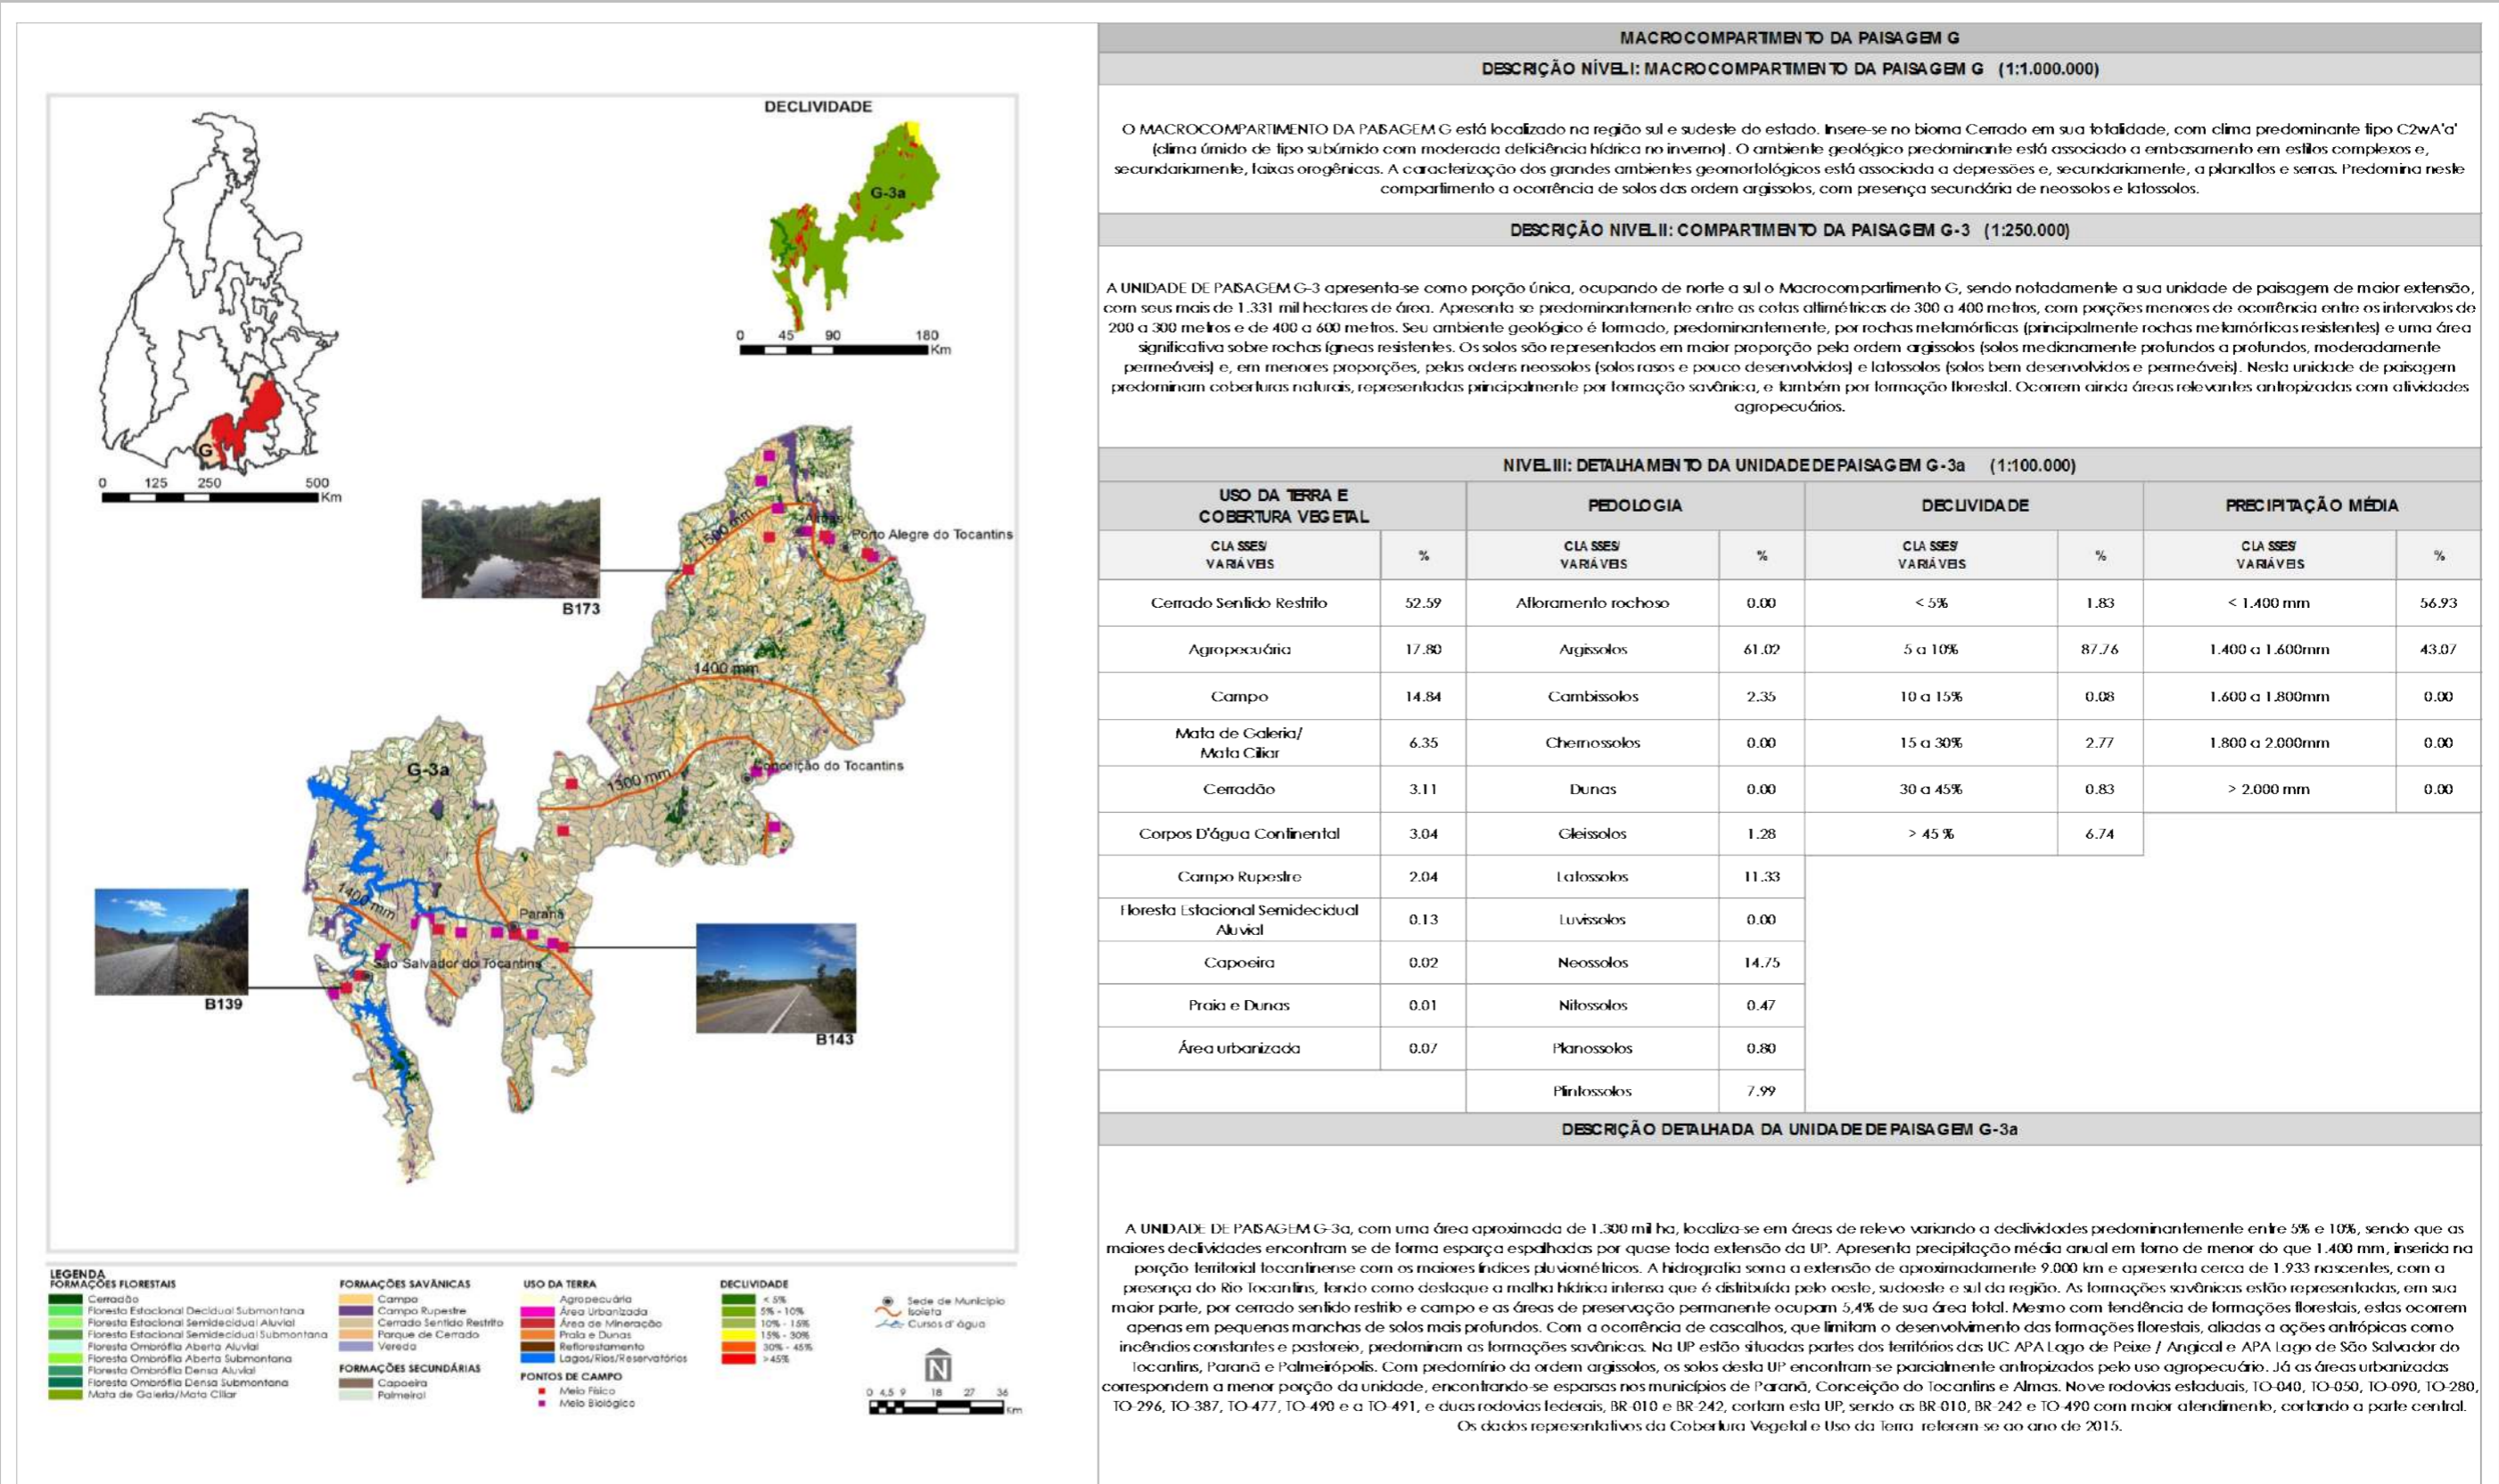 DECLIVIDADE
G-3a
0 45 90 180
Km
G
0 125 250 500
Km
1500 mm
Almas
Porto Alegre do Tocantins
B173
1400 mm
Conceição do Tocantins
1300 mm
G-3a
1400 mm
Paranã
São Salvador do Tocantins
B139
B143
LEGENDA
FORMAÇÕES FLORESTAIS
Cerradão
Floresta Estacional Decidual Submontana
Floresta Estacional Semidecidual Aluvial
Floresta Estacional Semidecidual Submontana
Floresta Ombrófila Aberta Aluvial
Floresta Ombrófila Aberta Submontana
Floresta Ombrófila Densa Aluvial
Floresta Ombrófila Densa Submontana
Mata de Galeria/Mata Ciliar
FORMAÇÕES SAVÂNICAS
Campo
Campo Rupestre
Cerrado Sentido Restrito
Parque de Cerrado
Vereda
FORMAÇÕES SECUNDÁRIAS
Capoeira
Palmeiral
USO DA TERRA
Agropecuária
Área Urbanizada
Área de Mineração
Praia e Dunas
Reflorestamento
Lagos/Rios/Reservatórios
PONTOS DE CAMPO
Meio Físico
Meio Biológico
DECLIVIDADE
< 5%
5% - 10%
10% - 15%
15% - 30%
30% - 45%
>45%
Sede de Município
Isoieta
Cursos d' água
N
0 4,5 9 18 27 36
Km
MACROCOMPARTIMENTO DA PAISAGEM G
DESCRIÇÃO NÍVEL I: MACROCOMPARTIMENTO DA PAISAGEM G (1:1.000.000)
O MACROCOMPARTIMENTO DA PAISAGEM G está localizado na região sul e sudeste do estado. Insere-se no bioma Cerrado em sua totalidade, com clima predominante tipo C2wA'a'
(clima úmido de tipo subúmido com moderada deficiência hídrica no inverno). O ambiente geológico predominante está associado a embasamento em estilos complexos e,
secundariamente, faixas orogênicas. A caracterização dos grandes ambientes geomorfológicos está associada a depressões e, secundariamente, a planaltos e serras. Predomina neste
compartimento a ocorrência de solos das ordem argissolos, com presença secundária de neossolos e latossolos.
DESCRIÇÃO NIVEL II: COMPARTIMENTO DA PAISAGEM G-3 (1:250.000)
A UNIDADE DE PAISAGEM G-3 apresenta-se como porção única, ocupando de norte a sul o Macrocompartimento G, sendo notadamente a sua unidade de paisagem de maior extensão,
com seus mais de 1.331 mil hectares de área. Apresenta se predominantemente entre as cotas altimétricas de 300 a 400 metros, com porções menores de ocorrência entre os intervalos de
200 a 300 metros e de 400 a 600 metros. Seu ambiente geológico é formado, predominantemente, por rochas metamórficas (principalmente rochas metamórficas resistentes) e uma área
significativa sobre rochas ígneas resistentes. Os solos são representados em maior proporção pela ordem argissolos (solos medianamente profundos a profundos, moderadamente
permeáveis) e, em menores proporções, pelas ordens neossolos (solos rasos e pouco desenvolvidos) e latossolos (solos bem desenvolvidos e permeáveis). Nesta unidade de paisagem
predominam coberturas naturais, representadas principalmente por formação savânica, e também por formação florestal. Ocorrem ainda áreas relevantes antropizadas com atividades
agropecuários.
NIVEL III: DETALHAMENTO DA UNIDADE DE PAISAGEM G-3a (1:100.000)
USO DA TERRA E COBERTURA VEGETAL PEDOLOGIA DECLIVIDADE PRECIPITAÇÃO MÉDIA
CLASSES/ VARIÁVEIS % CLASSES/ VARIÁVEIS % CLASSES/ VARIÁVEIS % CLASSES/ VARIÁVEIS %
Cerrado Sentido Restrito 52.59 Afloramento rochoso 0.00 < 5% 1.83 < 1.400 mm 56.93
Agropecuária 17.80 Argissolos 61.02 5 a 10% 87.76 1.400 a 1.600mm 43.07
Campo 14.84 Cambissolos 2.35 10 a 15% 0.08 1.600 a 1.800mm 0.00
Mata de Galeria/ Mata Ciliar 6.35 Chernossolos 0.00 15 a 30% 2.77 1.800 a 2.000mm 0.00
Cerradão 3.11 Dunas 0.00 30 a 45% 0.83 > 2.000 mm 0.00
Corpos D'água Continental 3.04 Gleissolos 1.28 > 45 % 6.74
Campo Rupestre 2.04 Latossolos 11.33
Floresta Estacional Semidecidual Aluvial 0.13 Luvissolos 0.00
Capoeira 0.02 Neossolos 14.75
Praia e Dunas 0.01 Nitossolos 0.47
Área urbanizada 0.07 Planossolos 0.80
Plintossolos 7.99
DESCRIÇÃO DETALHADA DA UNIDADE DE PAISAGEM G-3a
A UNIDADE DE PAISAGEM G-3a, com uma área aproximada de 1.300 mil ha, localiza-se em áreas de relevo variando a declividades predominantemente entre 5% e 10%, sendo que as
maiores declividades encontram se de forma esparça espalhadas por quase toda extensão da UP. Apresenta precipitação média anual em torno de menor do que 1.400 mm, inserida na
porção territorial tocantinense com os maiores índices pluviométricos. A hidrografia soma a extensão de aproximadamente 9.000 km e apresenta cerca de 1.933 nascentes, com a
presença do Rio Tocantins, tendo como destaque a malha hídrica intensa que é distribuída pelo oeste, sudoeste e sul da região. As formações savânicas estão representadas, em sua
maior parte, por cerrado sentido restrito e campo e as áreas de preservação permanente ocupam 5,4% de sua área total. Mesmo com tendência de formações florestais, estas ocorrem
apenas em pequenas manchas de solos mais profundos. Com a ocorrência de cascalhos, que limitam o desenvolvimento das formações florestais, aliadas a ações antrópicas como
incêndios constantes e pastoreio, predominam as formações savânicas. Na UP estão situadas partes dos territórios das UC APA Lago de Peixe / Angical e APA Lago de São Salvador do
Tocantins, Paranã e Palmeirópolis. Com predomínio da ordem argissolos, os solos desta UP encontram-se parcialmente antropizados pelo uso agropecuário. Já as áreas urbanizadas
correspondem a menor porção da unidade, encontrando-se esparsas nos municípios de Paranã, Conceição do Tocantins e Almas. Nove rodovias estaduais, TO-040, TO-050, TO-090, TO-280,
TO-296, TO-387, TO-477, TO-490 e a TO-491, e duas rodovias federais, BR-010 e BR-242, cortam esta UP, sendo as BR-010, BR-242 e TO-490 com maior atendimento, cortando a parte central.
Os dados representativos da Cobertura Vegetal e Uso da Terra referem-se ao ano de 2015.